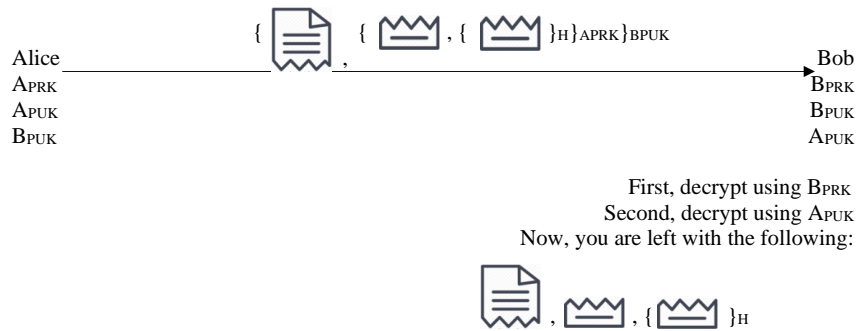 { , { , { }H}APRK}BPUK
Alice Bob
APRK BPRK
APUK BPUK
BPUK APUK
First, decrypt using BPRK
Second, decrypt using APUK
Now, you are left with the following:
, , { }H